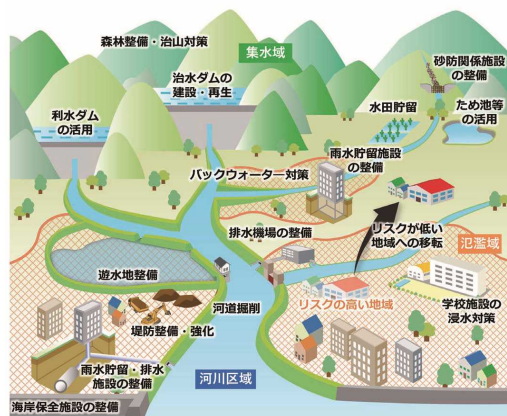 森林整備・治山対策
集水域
砂防関係施設
の整備
治水ダムの
建設・再生
利水ダム
の活用
水田貯留
ため池等
の活用
雨水貯留施設
の整備
バックウォーター対策
リスクが低い
地域への移転
排水機場の整備
氾濫域
遊水地整備
リスクの高い地域
学校施設の
浸水対策
河道掘削
堤防整備・強化
雨水貯留・排水
施設の整備
河川区域
海岸保全施設の整備